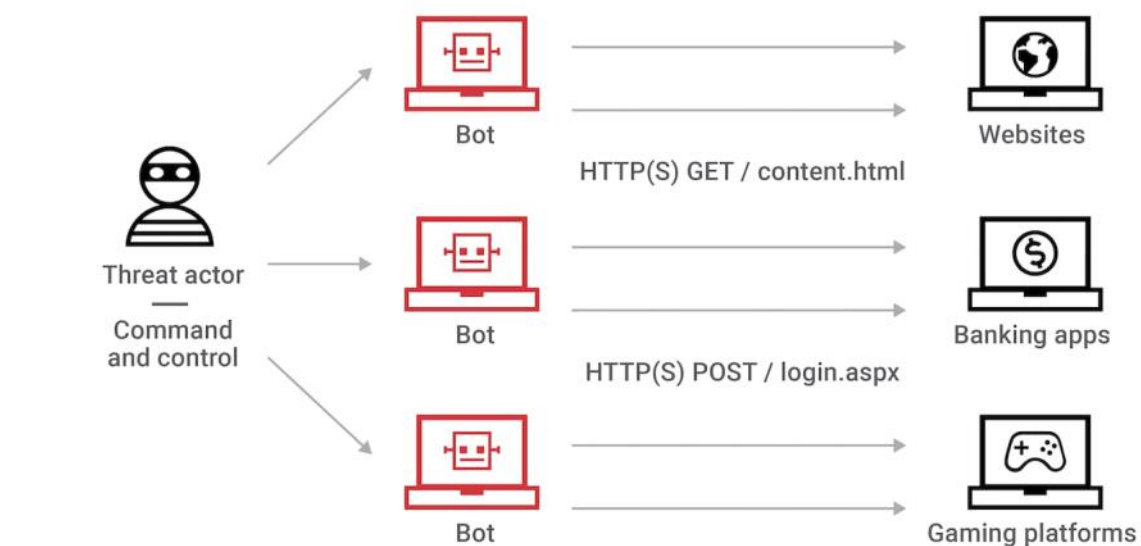 Bot
Websites
HTTP(S) GET / content.html
Threat actor
Command
and control
Bot
Banking apps
HTTP(S) POST / login.aspx
Bot
Gaming platforms